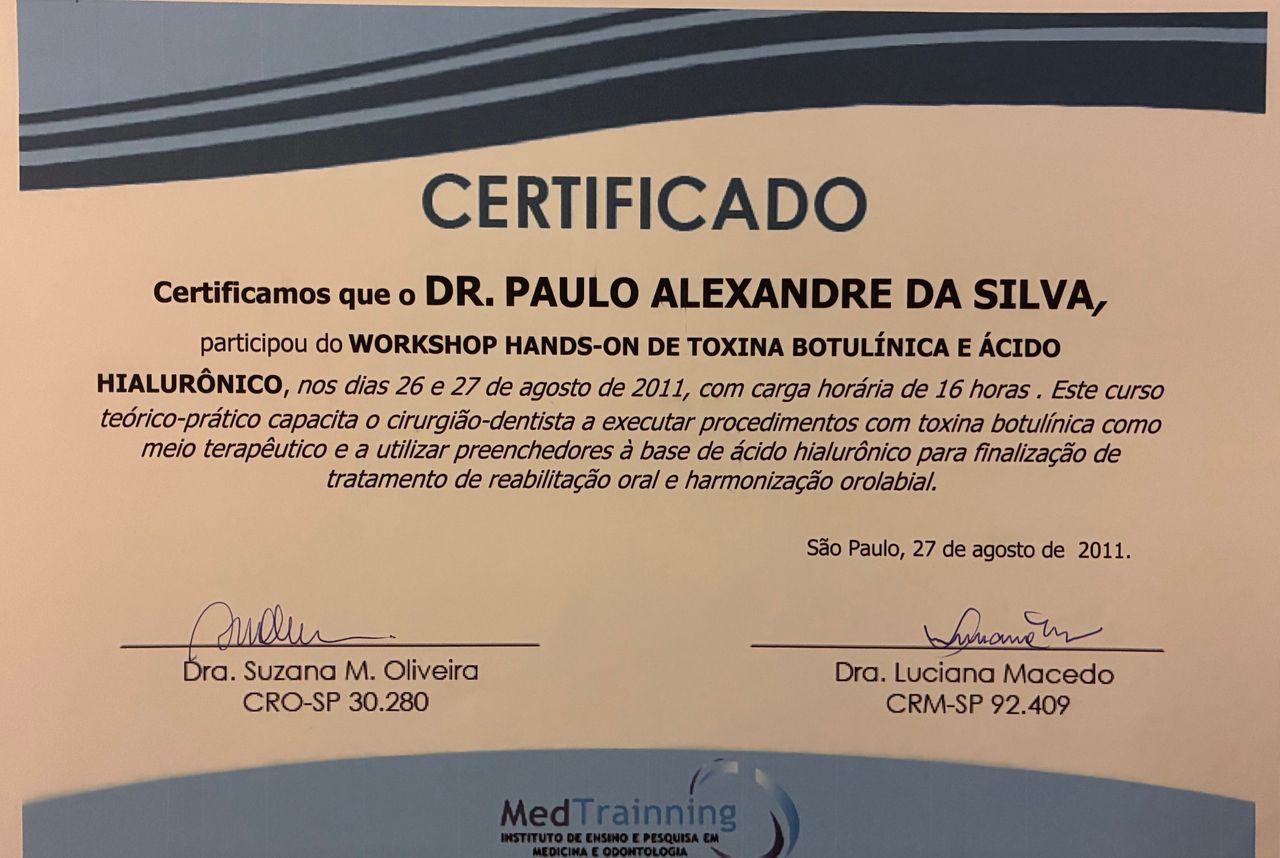 CERTIFICADO
Certificamos que o DR. PAULO ALEXANDRE DA SILVA,
participou do WORKSHOP HANDS-ON DE TOXINA BOTULÍNICA E ÁCIDO
HIALURÔNICO, nos dias 26 e 27 de agosto de 2011, com carga horária de 16 horas . Este curso
teórico-prático capacita o cirurgião-dentista a executar procedimentos com toxina botulínica como
meio terapêutico e a utilizar preenchedores à base de ácido hialurônico para finalização de
tratamento de reabilitação oral e harmonização orolabial.
São Paulo, 27 de agosto de 2011.
Dra. Suzana M. Oliveira
CRO-SP 30.280
Dra. Luciana Macedo
CRM-SP 92.409
MedTrainning
INSTITUTO DE ENSINO E PESQUISA EM
MEDICINA E ODONTOLOGIA